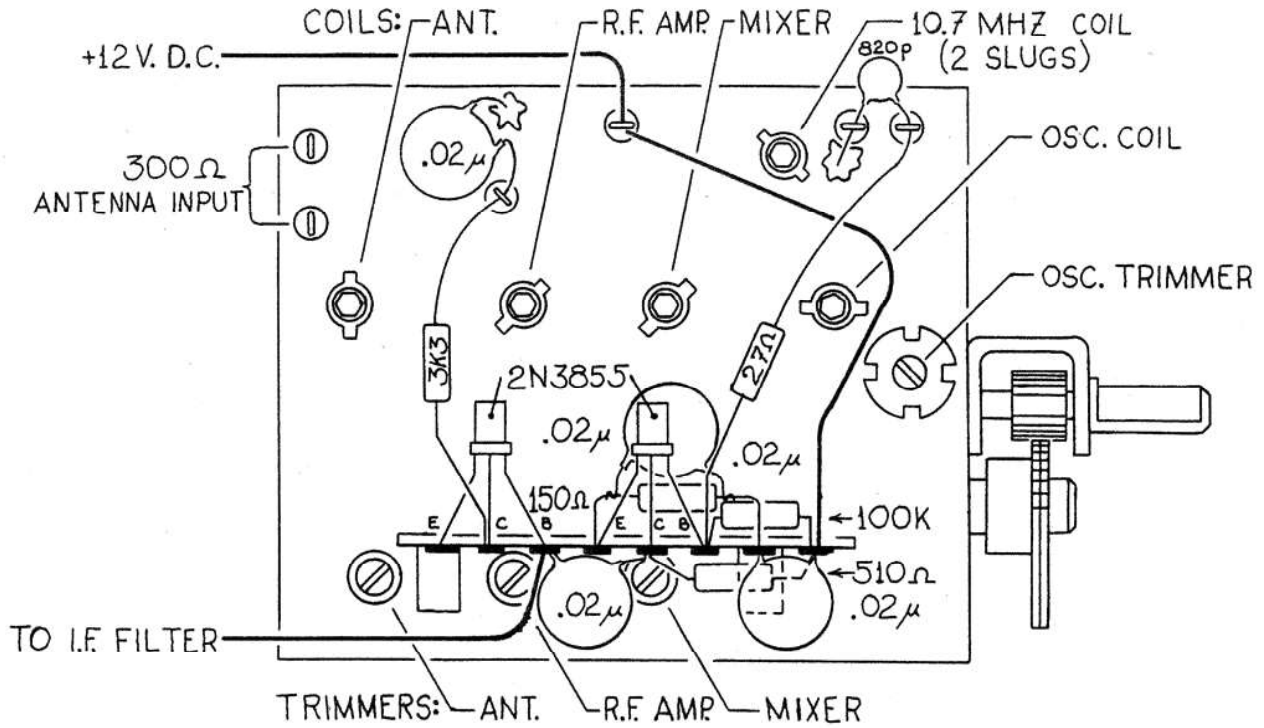 COILS: ANT. R.F. AMP. MIXER 10.7 MHZ COIL
(2 SLUGS)
820p
+12 V. D.C.
.02µ
OSC. COIL
300Ω
ANTENNA INPUT
OSC. TRIMMER
3K3
27Ω
2N3855
.02µ
.02µ
150Ω
E C B E C B
100K
510Ω
.02µ
.02µ
TO I.F. FILTER
TRIMMERS: ANT. R.F. AMP. MIXER